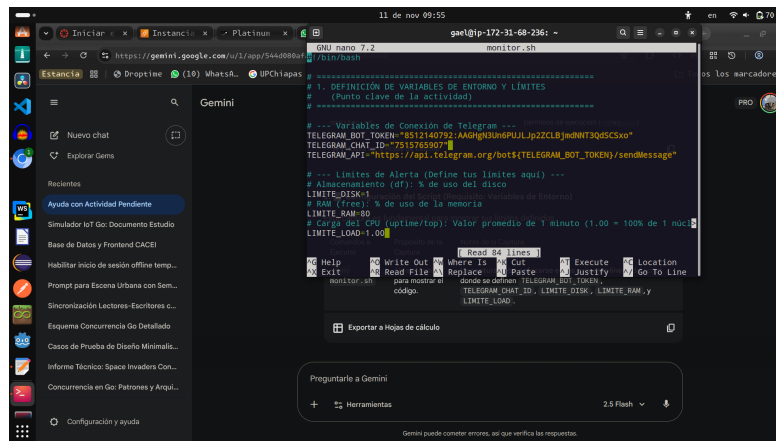 11 de nov 09:55
en
70
Iniciar
Instancia
Platinum
https://gemini.google.com/u/1/app/544d080af
Estancia
Droptime
(10) WhatsA..
UPChiapas
os los marcadore
Gemini
PRO
Nuevo chat
Explorar Gems
Recientes
Ayuda con Actividad Pendiente
Simulador IoT Go: Documento Estudio
Base de Datos y Frontend CACEI
Habilitar inicio de sesión offline temp...
Prompt para Escena Urbana con Sem...
Sincronización Lectores-Escritores c...
Esquema Concurrencia Go Detallado
Casos de Prueba de Diseño Minimalis...
Informe Técnico: Space Invaders Con...
Concurrencia en Go: Patrones y Arqui...
Configuración y ayuda
gael@ip-172-31-68-236: ~
GNU nano 7.2 monitor.sh
#!/bin/bash
# ==========================================================
# 1. DEFINICIÓN DE VARIABLES DE ENTORNO Y LÍMITES
# (Punto clave de la actividad)
# ==========================================================
# --- Variables de Conexión de Telegram ---
TELEGRAM_BOT_TOKEN="8512140792:AAGHgN3Un6PUJLJp2ZCLBjmdNNT3QdSCSxo"
TELEGRAM_CHAT_ID="7515765907"
TELEGRAM_API="https://api.telegram.org/bot${TELEGRAM_BOT_TOKEN}/sendMessage"
# --- Límites de Alerta (Define tus límites aquí) ---
# Almacenamiento (df): % de uso del disco
LIMITE_DISK=1
# RAM (free): % de uso de la memoria
LIMITE_RAM=80
# Carga del CPU (uptime/top): Valor promedio de 1 minuto (1.00 = 100% de 1 núcl>
LIMITE_LOAD=1.00
[ Read 84 lines ]
^G Help ^O Write Out ^W Where Is ^K Cut ^T Execute ^C Location
^X Exit ^R Read File ^\ Replace ^U Paste ^J Justify ^/ Go To Line
monitor.sh
para mostrar el
código.
donde se definen TELEGRAM_BOT_TOKEN,
TELEGRAM_CHAT_ID, LIMITE_DISK, LIMITE_RAM, y
LIMITE_LOAD.
Exportar a Hojas de cálculo
Preguntarle a Gemini
Herramientas
2.5 Flash
Gemini puede cometer errores, así que verifica las respuestas.